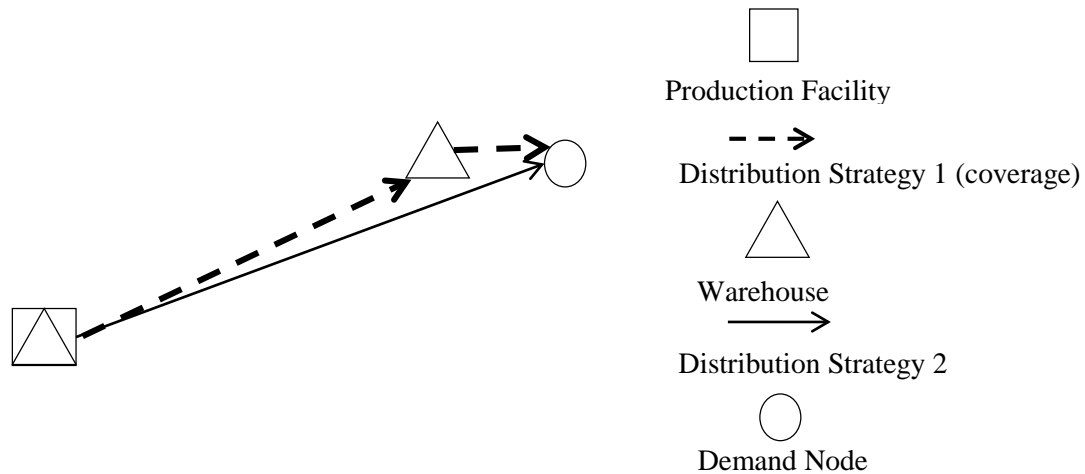 Production Facility
Distribution Strategy 1 (coverage)
Warehouse
Distribution Strategy 2
Demand Node